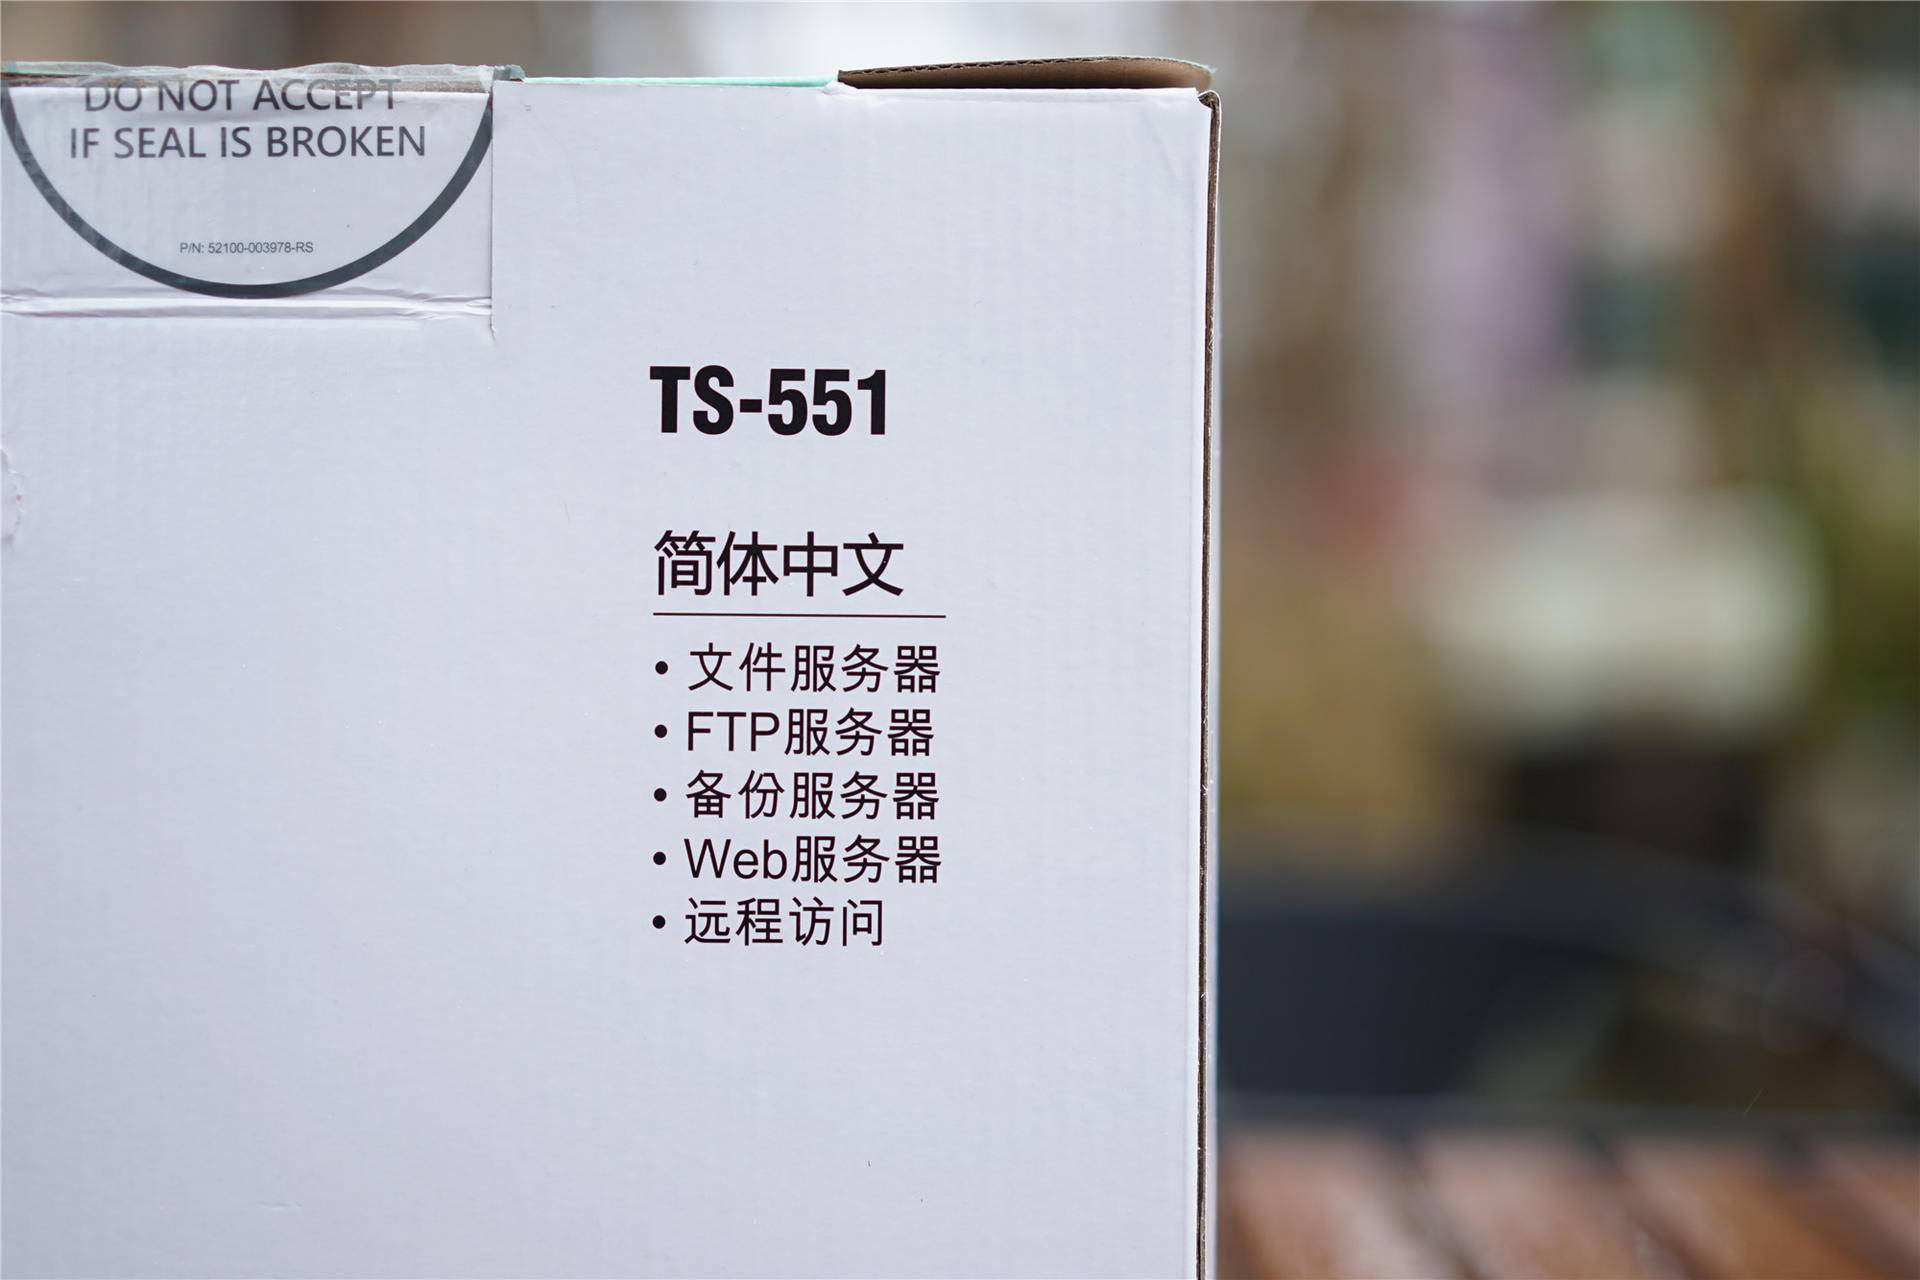 DO NOT ACCEPT
IF SEAL IS BROKEN
P/N: 52100-003978-RS
TS-551
简体中文
• 文件服务器
• FTP服务器
• 备份服务器
• Web服务器
• 远程访问